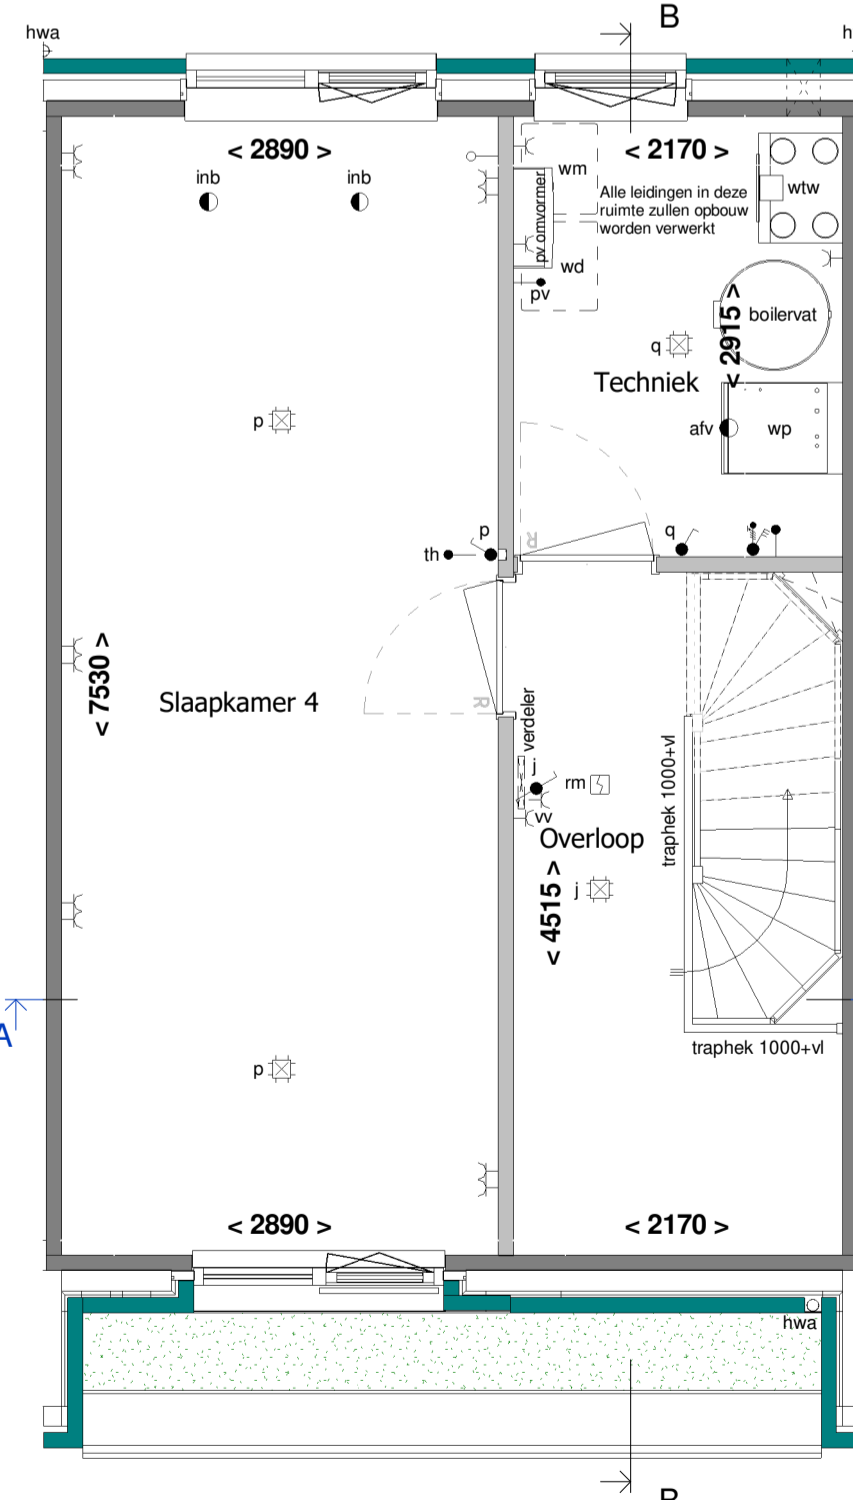 B
hwa
h
< 2890 >
< 2170 >
inb
inb
wm
Alle leidingen in deze
ruimte zullen opbouw
worden verwerkt
wtw
pv omvormer
wd
pv
boilervat
< 2915 >
q
Techniek
p
afv
wp
th
p
q
R
< 7530 >
Slaapkamer 4
R
verdeler
j
rm
vv
traphek 1000+vl
Overloop
< 4515 >
j
A
traphek 1000+vl
p
< 2890 >
< 2170 >
hwa
B